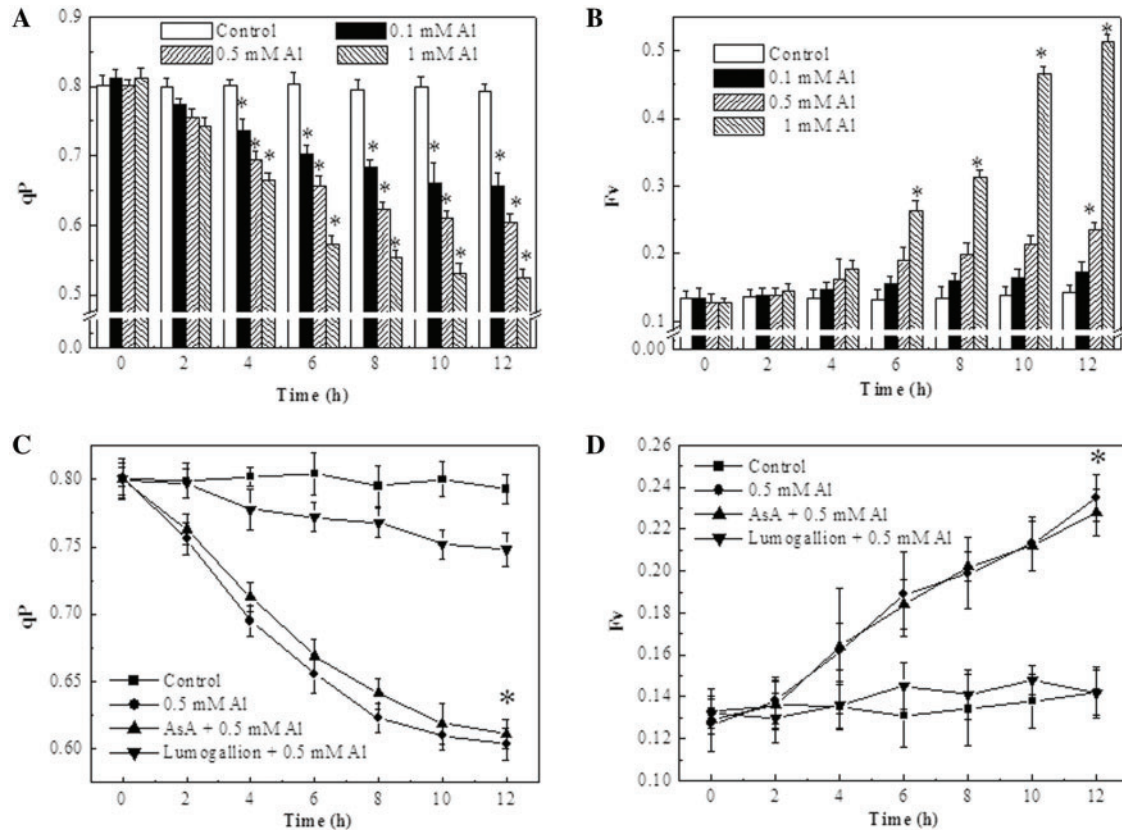 A
Control
0.1 mM Al
0.5 mM Al
1 mM Al
qP
0.9
0.8
0.7
0.6
0.5
0.0
* * * * * * * * * * * * * * *
0 2 4 6 8 10 12
Time (h)
B
Control
0.1 mM Al
0.5 mM Al
1 mM Al
Fv
0.5
0.4
0.3
0.2
0.1
0.00
* * * * *
0 2 4 6 8 10 12
Time (h)
C
Control
0.5 mM Al
AsA + 0.5 mM Al
Lumogallion + 0.5 mM Al
qP
0.80
0.75
0.70
0.65
0.60
*
0 2 4 6 8 10 12
Time (h)
D
Control
0.5 mM Al
AsA + 0.5 mM Al
Lumogallion + 0.5 mM Al
Fv
0.26
0.24
0.22
0.20
0.18
0.16
0.14
0.12
0.10
*
0 2 4 6 8 10 12
Time (h)